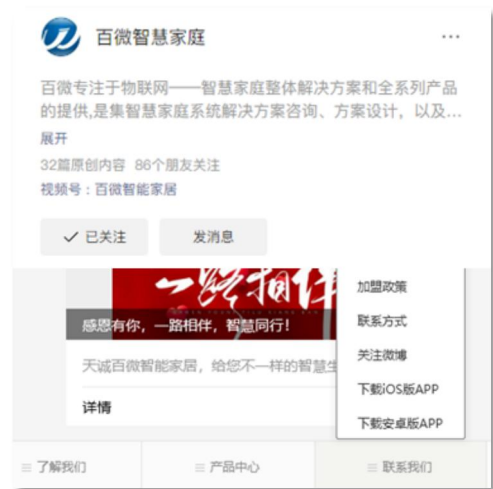 百微智慧家庭
百微专注于物联网——智慧家庭整体解决方案和全系列产品
的提供,是集智慧家庭系统解决方案咨询、方案设计，以及...
展开
32篇原创内容 86个朋友关注
视频号：百微智能家居
已关注
发消息
一路相伴
感恩有你，一路相伴，智慧同行！
天诚百微智能家居，给您不一样的智慧生
详情
加盟政策
联系方式
关注微博
下载iOS版APP
下载安卓版APP
了解我们
产品中心
联系我们